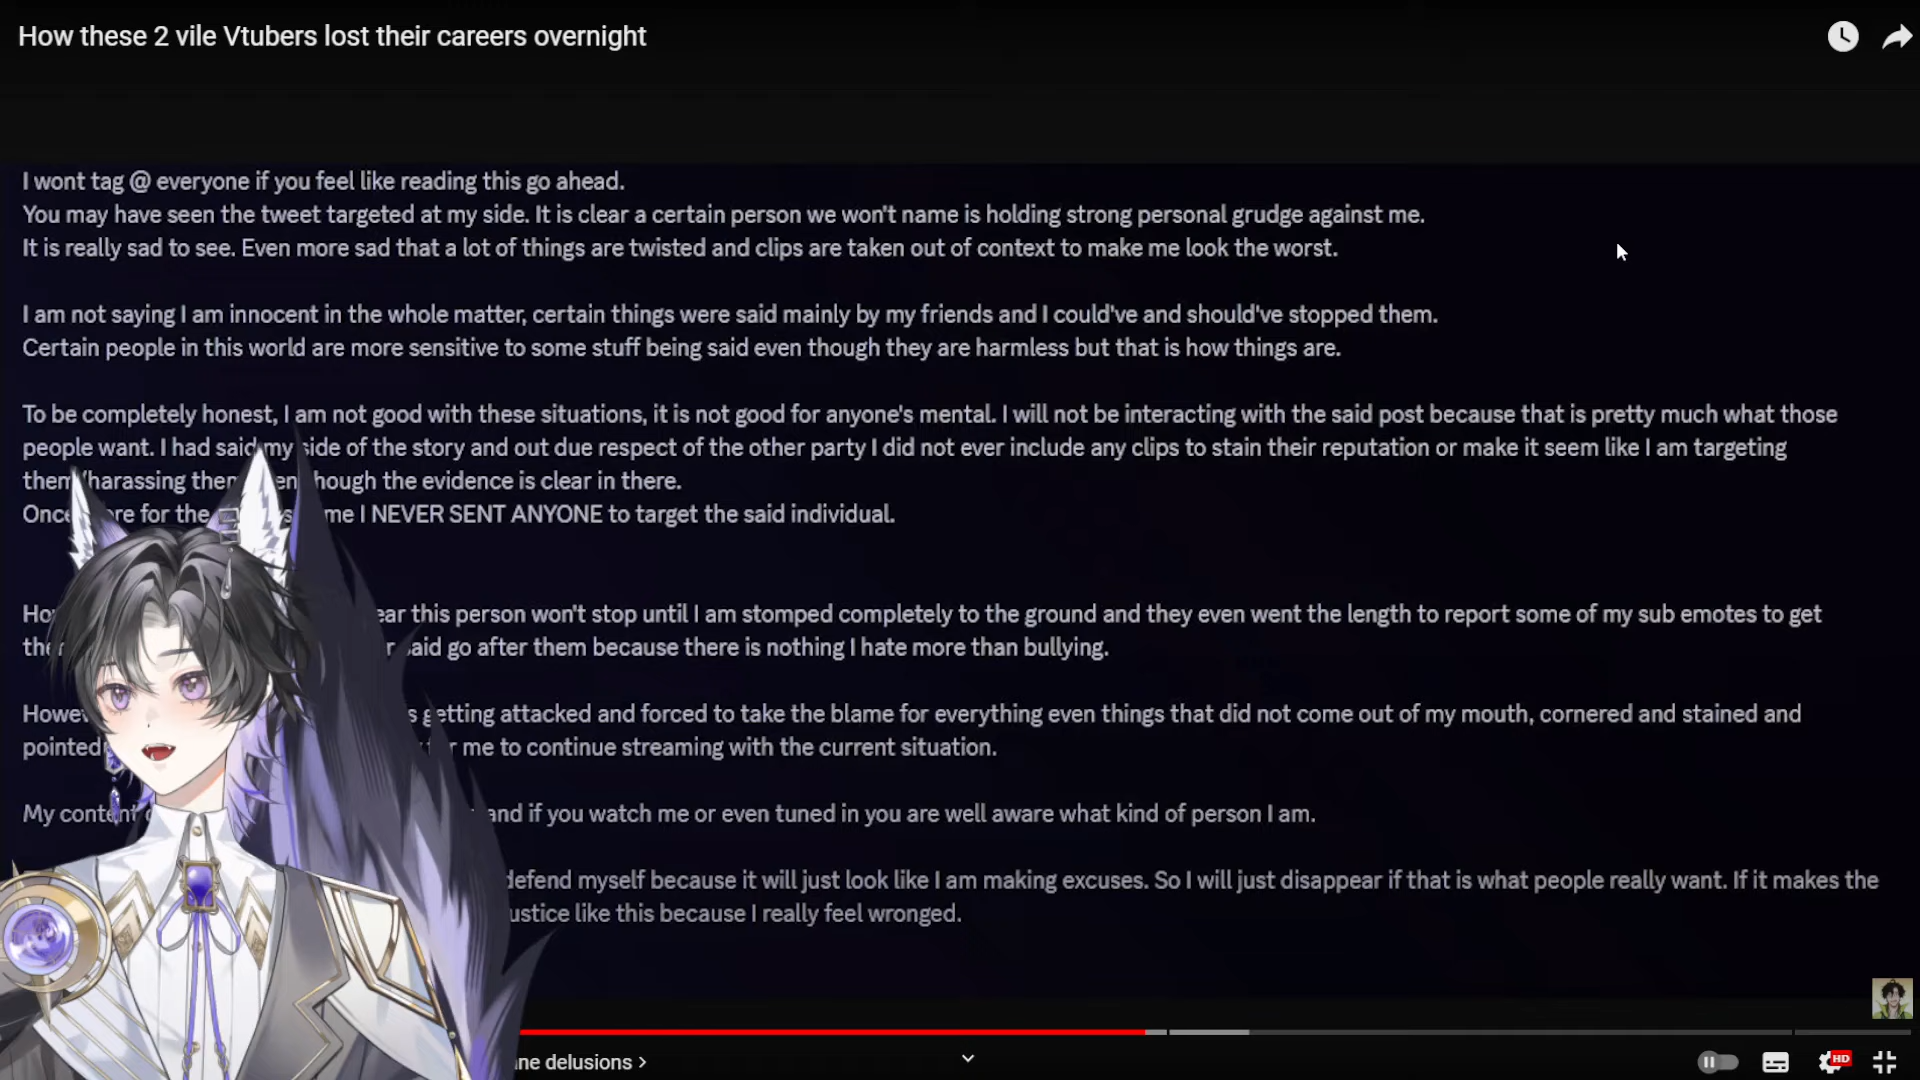 How these 2 vile Vtubers lost their careers overnight
I wont tag @ everyone if you feel like reading this go ahead.
You may have seen the tweet targeted at my side. It is clear a certain person we won't name is holding strong personal grudge against me.
It is really sad to see. Even more sad that a lot of things are twisted and clips are taken out of context to make me look the worst.
I am not saying I am innocent in the whole matter, certain things were said mainly by my friends and I could've and should've stopped them.
Certain people in this world are more sensitive to some stuff being said even though they are harmless but that is how things are.
To be completely honest, I am not good with these situations, it is not good for anyone's mental. I will not be interacting with the said post because that is pretty much what those
people want. I had said my side of the story and out due respect of the other party I did not ever include any clips to stain their reputation or make it seem like I am targeting
them/harassing them hough the evidence is clear in there.
Once for the me I NEVER SENT ANYONE to target the said individual.
this person won't stop until I am stomped completely to the ground and they even went the length to report some of my sub emotes to get
said go after them because there is nothing I hate more than bullying.
getting attacked and forced to take the blame for everything even things that did not come out of my mouth, cornered and stained and
pointed me to continue streaming with the current situation.
My content and if you watch me or even tuned in you are well aware what kind of person I am.
defend myself because it will just look like I am making excuses. So I will just disappear if that is what people really want. If it makes the
ustice like this because I really feel wronged.
ne delusions >
HD